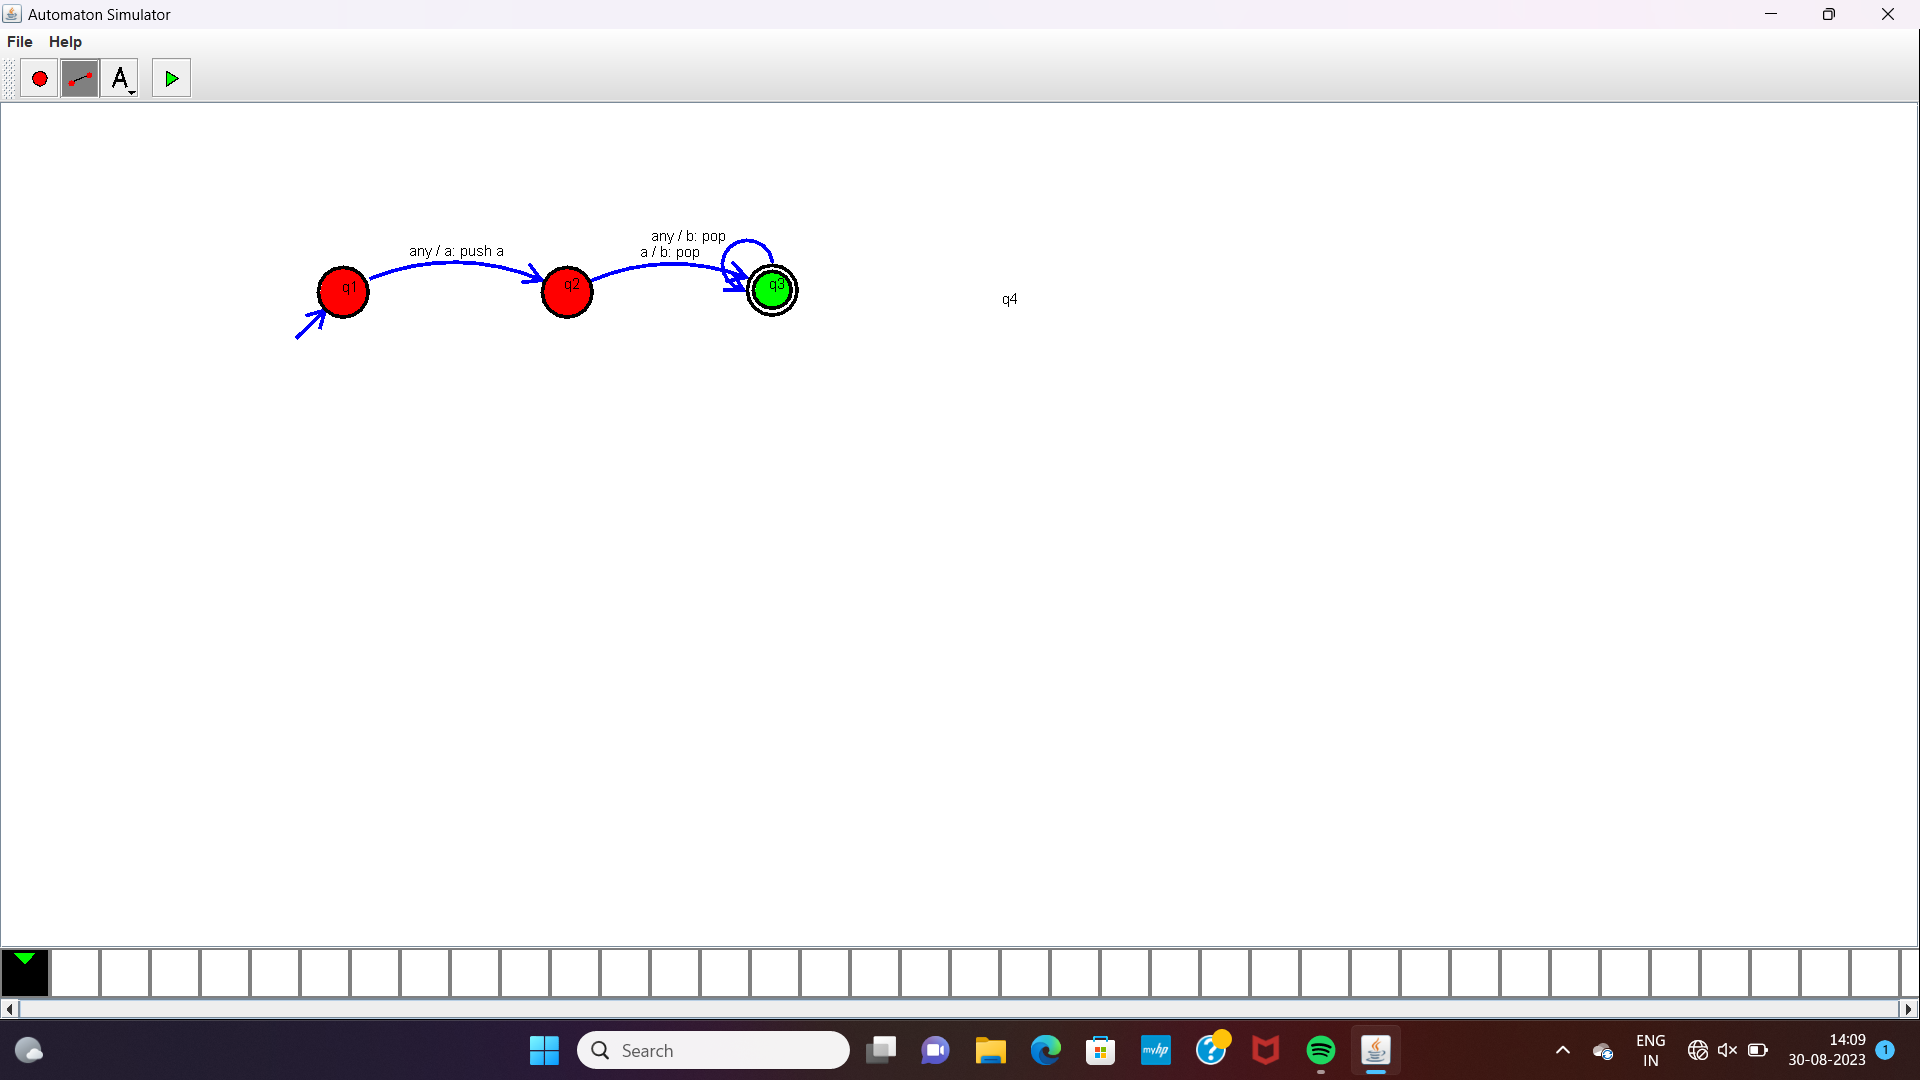 Automaton Simulator
File Help
A
any / b: pop
any / a: push a
a / b: pop
q1
q2
q3
q4
Search
myhp
ENG
IN
14:09
30-08-2023
1